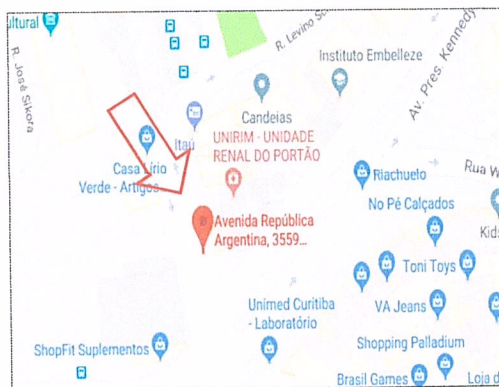 ultural
R. José Sikora
R. Levino So
Instituto Embelleze
Av. Pres. Kennedy
Itaú
Candeias
UNIRIM - UNIDADE
RENAL DO PORTÃO
Casa Lírio
Verde - Artigos
Riachuelo
Rua W
No Pé Calçados
Kids
Avenida República
Argentina, 3559...
Toni Toys
Unimed Curitiba
- Laboratório
VA Jeans
ShopFit Suplementos
Shopping Palladium
Brasil Games
Loja d